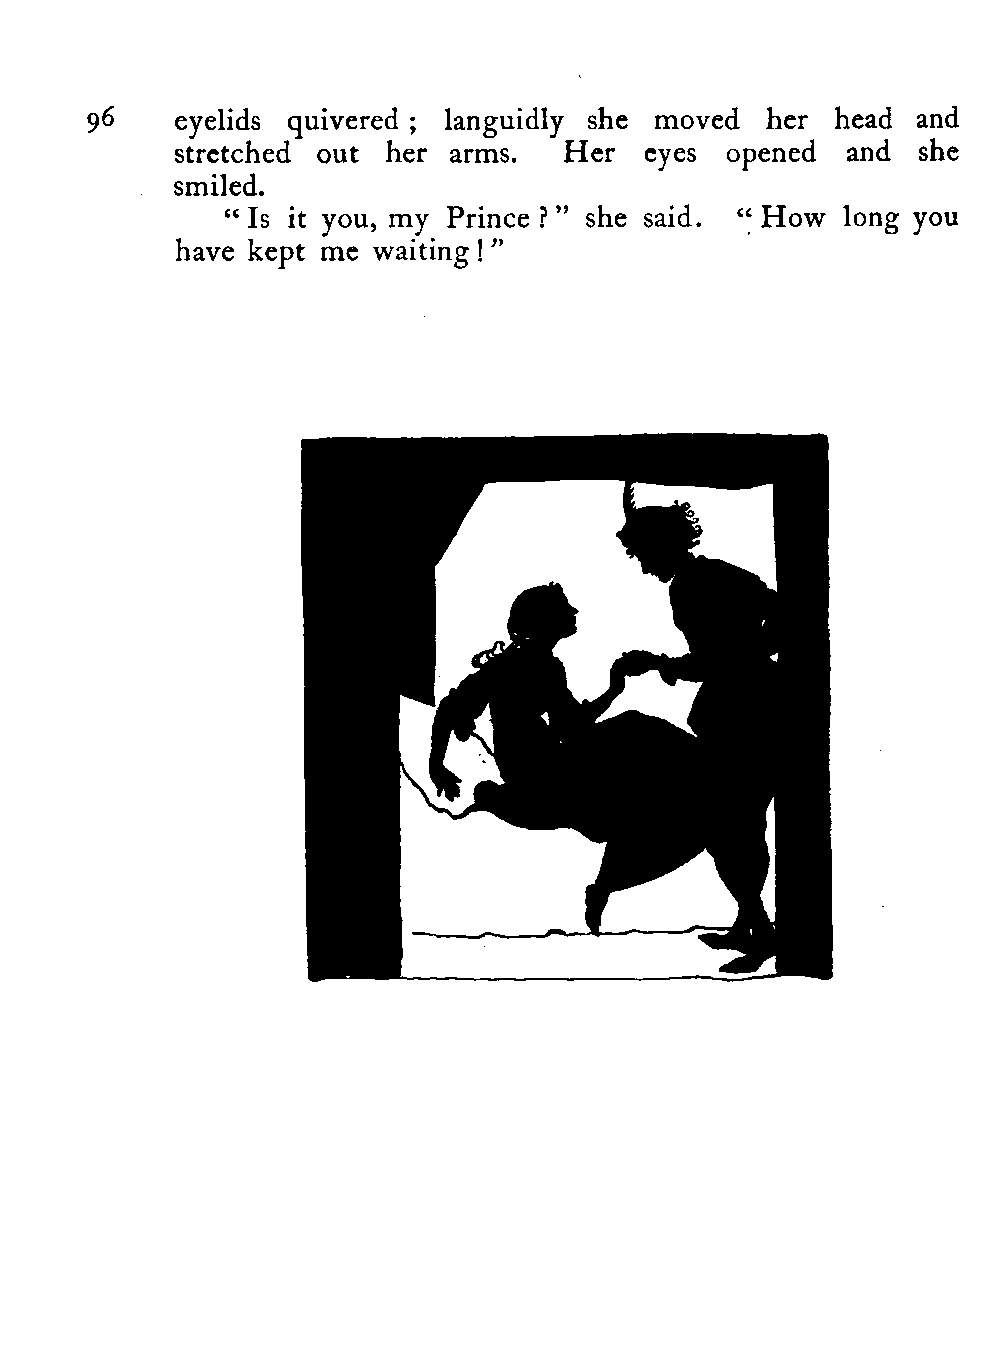 96 eyelids quivered ; languidly she moved her head and
stretched out her arms. Her eyes opened and she
smiled.
“ Is it you, my Prince ? ” she said. “ How long you
have kept me waiting ! ”